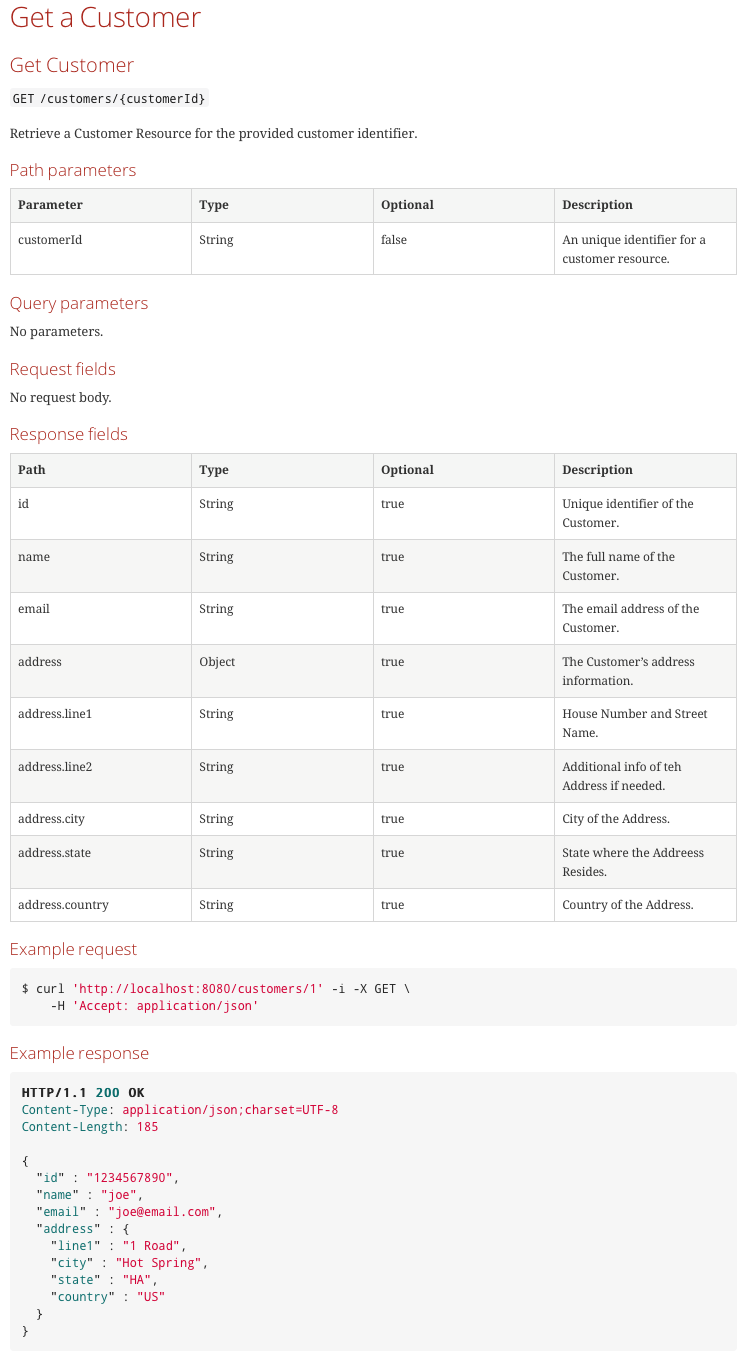 Get a Customer
Get Customer
GET /customers/{customerId}
Retrieve a Customer Resource for the provided customer identifier.
Path parameters
Parameter Type Optional Description
customerId String false An unique identifier for a
customer resource.
Query parameters
No parameters.
Request fields
No request body.
Response fields
Path Type Optional Description
id String true Unique identifier of the
Customer.
name String true The full name of the
Customer.
email String true The email address of the
Customer.
address Object true The Customer’s address
information.
address.line1 String true House Number and Street
Name.
address.line2 String true Additional info of teh
Address if needed.
address.city String true City of the Address.
address.state String true State where the Addreess
Resides.
address.country String true Country of the Address.
Example request
$ curl 'http://localhost:8080/customers/1' -i -X GET \
    -H 'Accept: application/json'
Example response
HTTP/1.1 200 OK
Content-Type: application/json;charset=UTF-8
Content-Length: 185
{
  "id" : "1234567890",
  "name" : "joe",
  "email" : "joe@email.com",
  "address" : {
    "line1" : "1 Road",
    "city" : "Hot Spring",
    "state" : "HA",
    "country" : "US"
  }
}